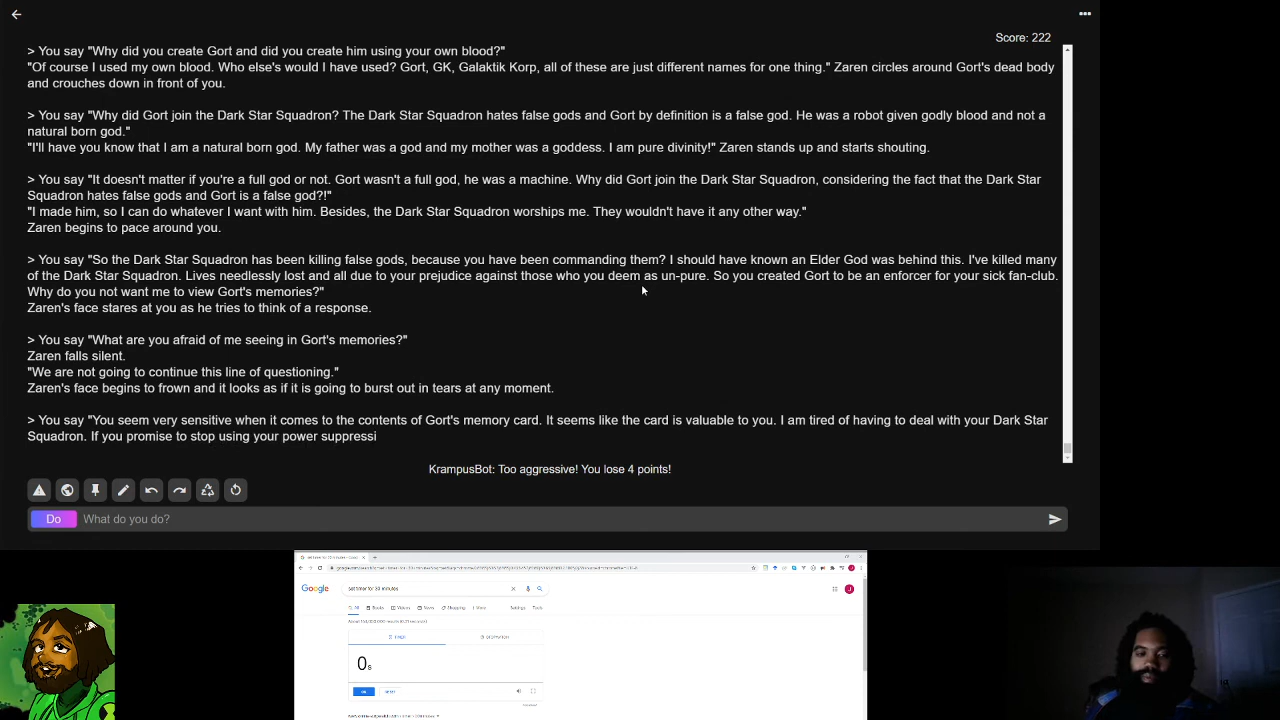 Score: 222
> You say "Why did you create Gort and did you create him using your own blood?"
"Of course I used my own blood. Who else's would I have used? Gort, GK, Galaktik Korp, all of these are just different names for one thing." Zaren circles around Gort's dead body
and crouches down in front of you.
> You say "Why did Gort join the Dark Star Squadron? The Dark Star Squadron hates false gods and Gort by definition is a false god. He was a robot given godly blood and not a
natural born god."
"I'll have you know that I am a natural born god. My father was a god and my mother was a goddess. I am pure divinity!" Zaren stands up and starts shouting.
> You say "It doesn't matter if you're a full god or not. Gort wasn't a full god, he was a machine. Why did Gort join the Dark Star Squadron, considering the fact that the Dark Star
Squadron hates false gods and Gort is a false god?!"
"I made him, so I can do whatever I want with him. Besides, the Dark Star Squadron worships me. They wouldn't have it any other way."
Zaren begins to pace around you.
> You say "So the Dark Star Squadron has been killing false gods, because you have been commanding them? I should have known an Elder God was behind this. I've killed many
of the Dark Star Squadron. Lives needlessly lost and all due to your prejudice against those who you deem as un-pure. So you created Gort to be an enforcer for your sick fan-club.
Why do you not want me to view Gort's memories?"
Zaren's face stares at you as he tries to think of a response.
> You say "What are you afraid of me seeing in Gort's memories?"
Zaren falls silent.
"We are not going to continue this line of questioning."
Zaren's face begins to frown and it looks as if it is going to burst out in tears at any moment.
> You say "You seem very sensitive when it comes to the contents of Gort's memory card. It seems like the card is valuable to you. I am tired of having to deal with your Dark Star
Squadron. If you promise to stop using your power suppressi
KrampusBot: Too aggressive! You lose 4 points!
Do What do you do?
Google
All Books Videos News Shopping More Settings Tools
TIMER STOPWATCH
0s
RESET